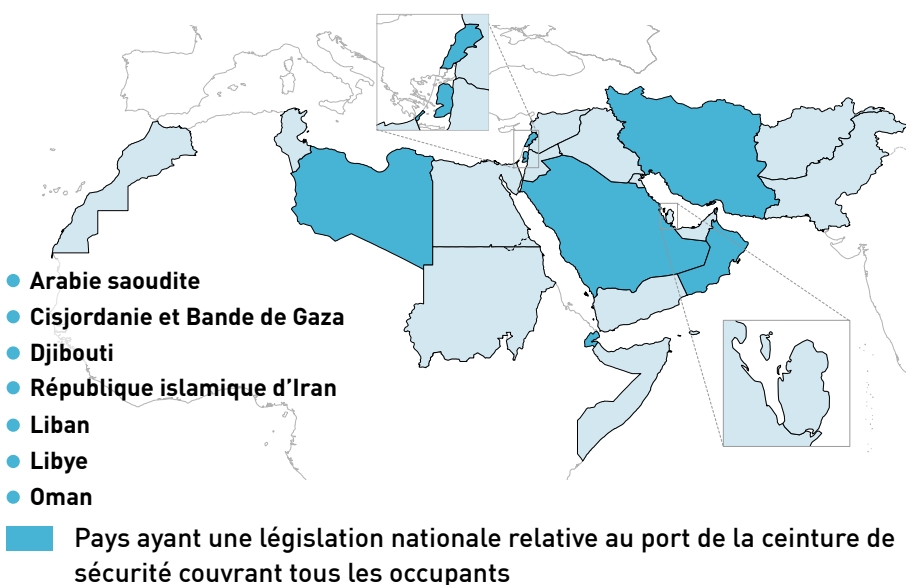 Arabie saoudite
Cisjordanie et Bande de Gaza
Djibouti
République islamique d'Iran
Liban
Libye
Oman
Pays ayant une législation nationale relative au port de la ceinture de
sécurité couvrant tous les occupants